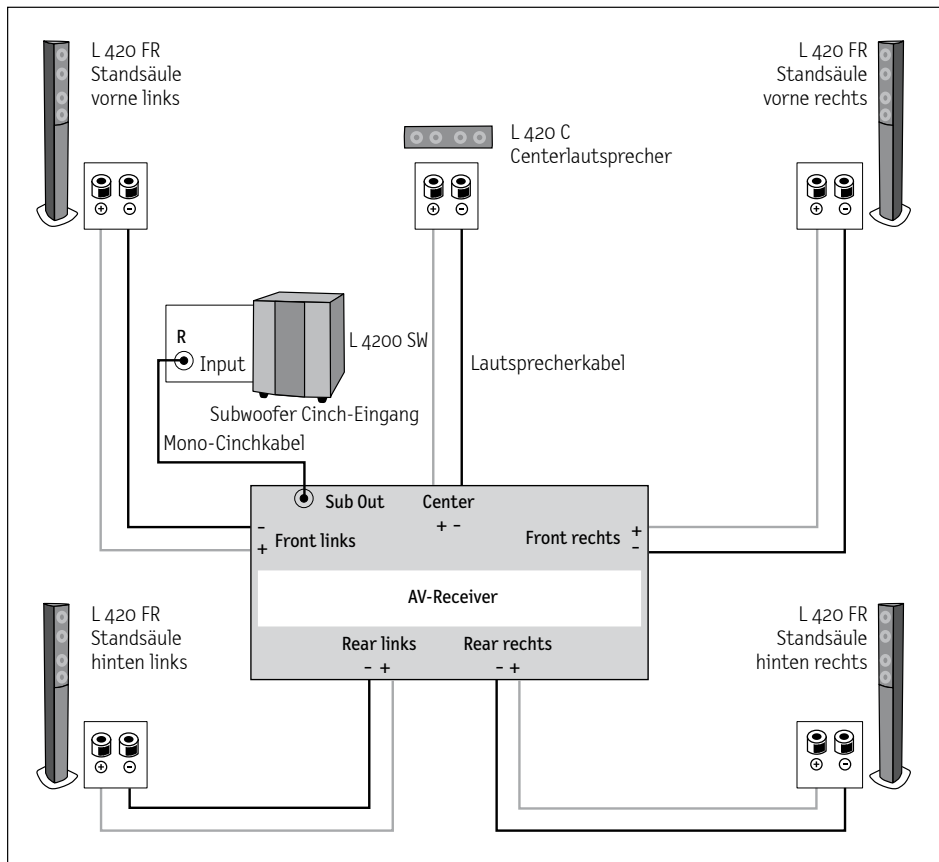 L 420 FR
Standsäule
vorne links
L 420 FR
Standsäule
vorne rechts
L 420 C
Centerlautsprecher
+ -
+ -
+ -
R
Input
L 4200 SW
Lautsprecherkabel
Subwoofer Cinch-Eingang
Mono-Cinchkabel
Sub Out
Center
+ -
-
+ Front links
Front rechts +
-
AV-Receiver
L 420 FR
Standsäule
hinten links
Rear links
- +
Rear rechts
- +
L 420 FR
Standsäule
hinten rechts
+ -
+ -